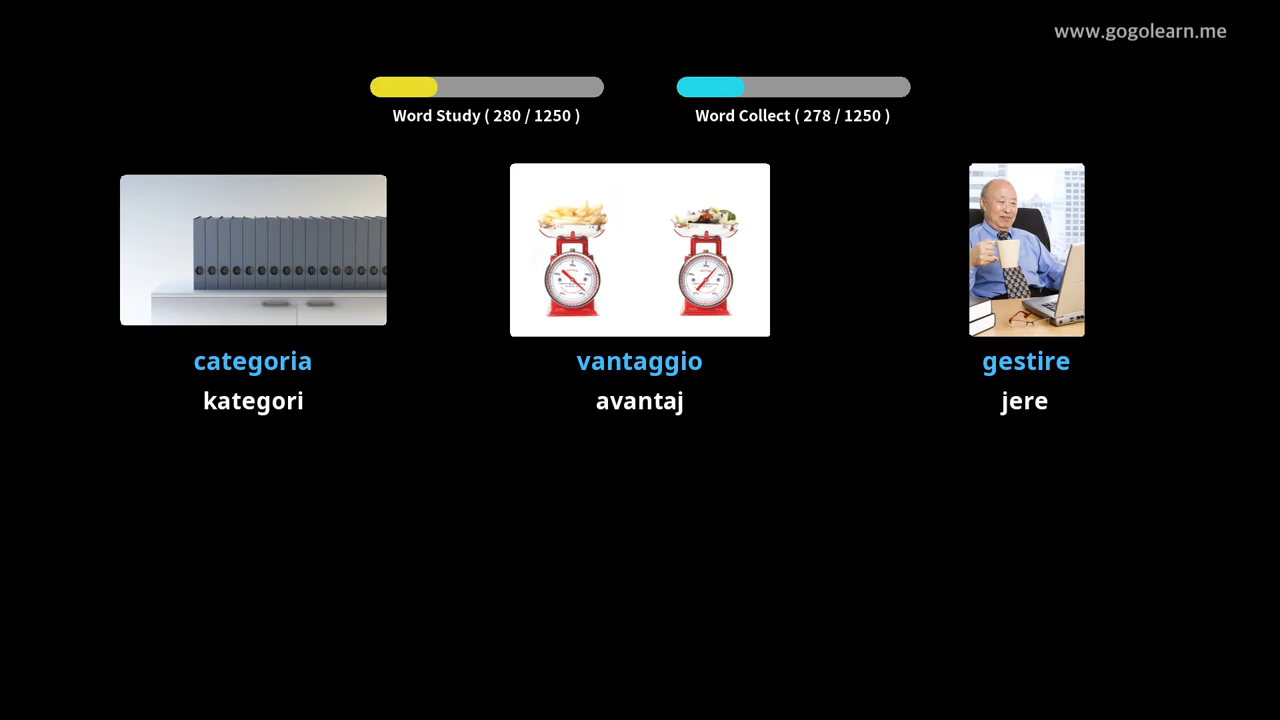 www.gogolearn.me
Word Study ( 280 / 1250 )
Word Collect ( 278 / 1250 )
categoria
vantaggio
gestire
kategori
avantaj
jere